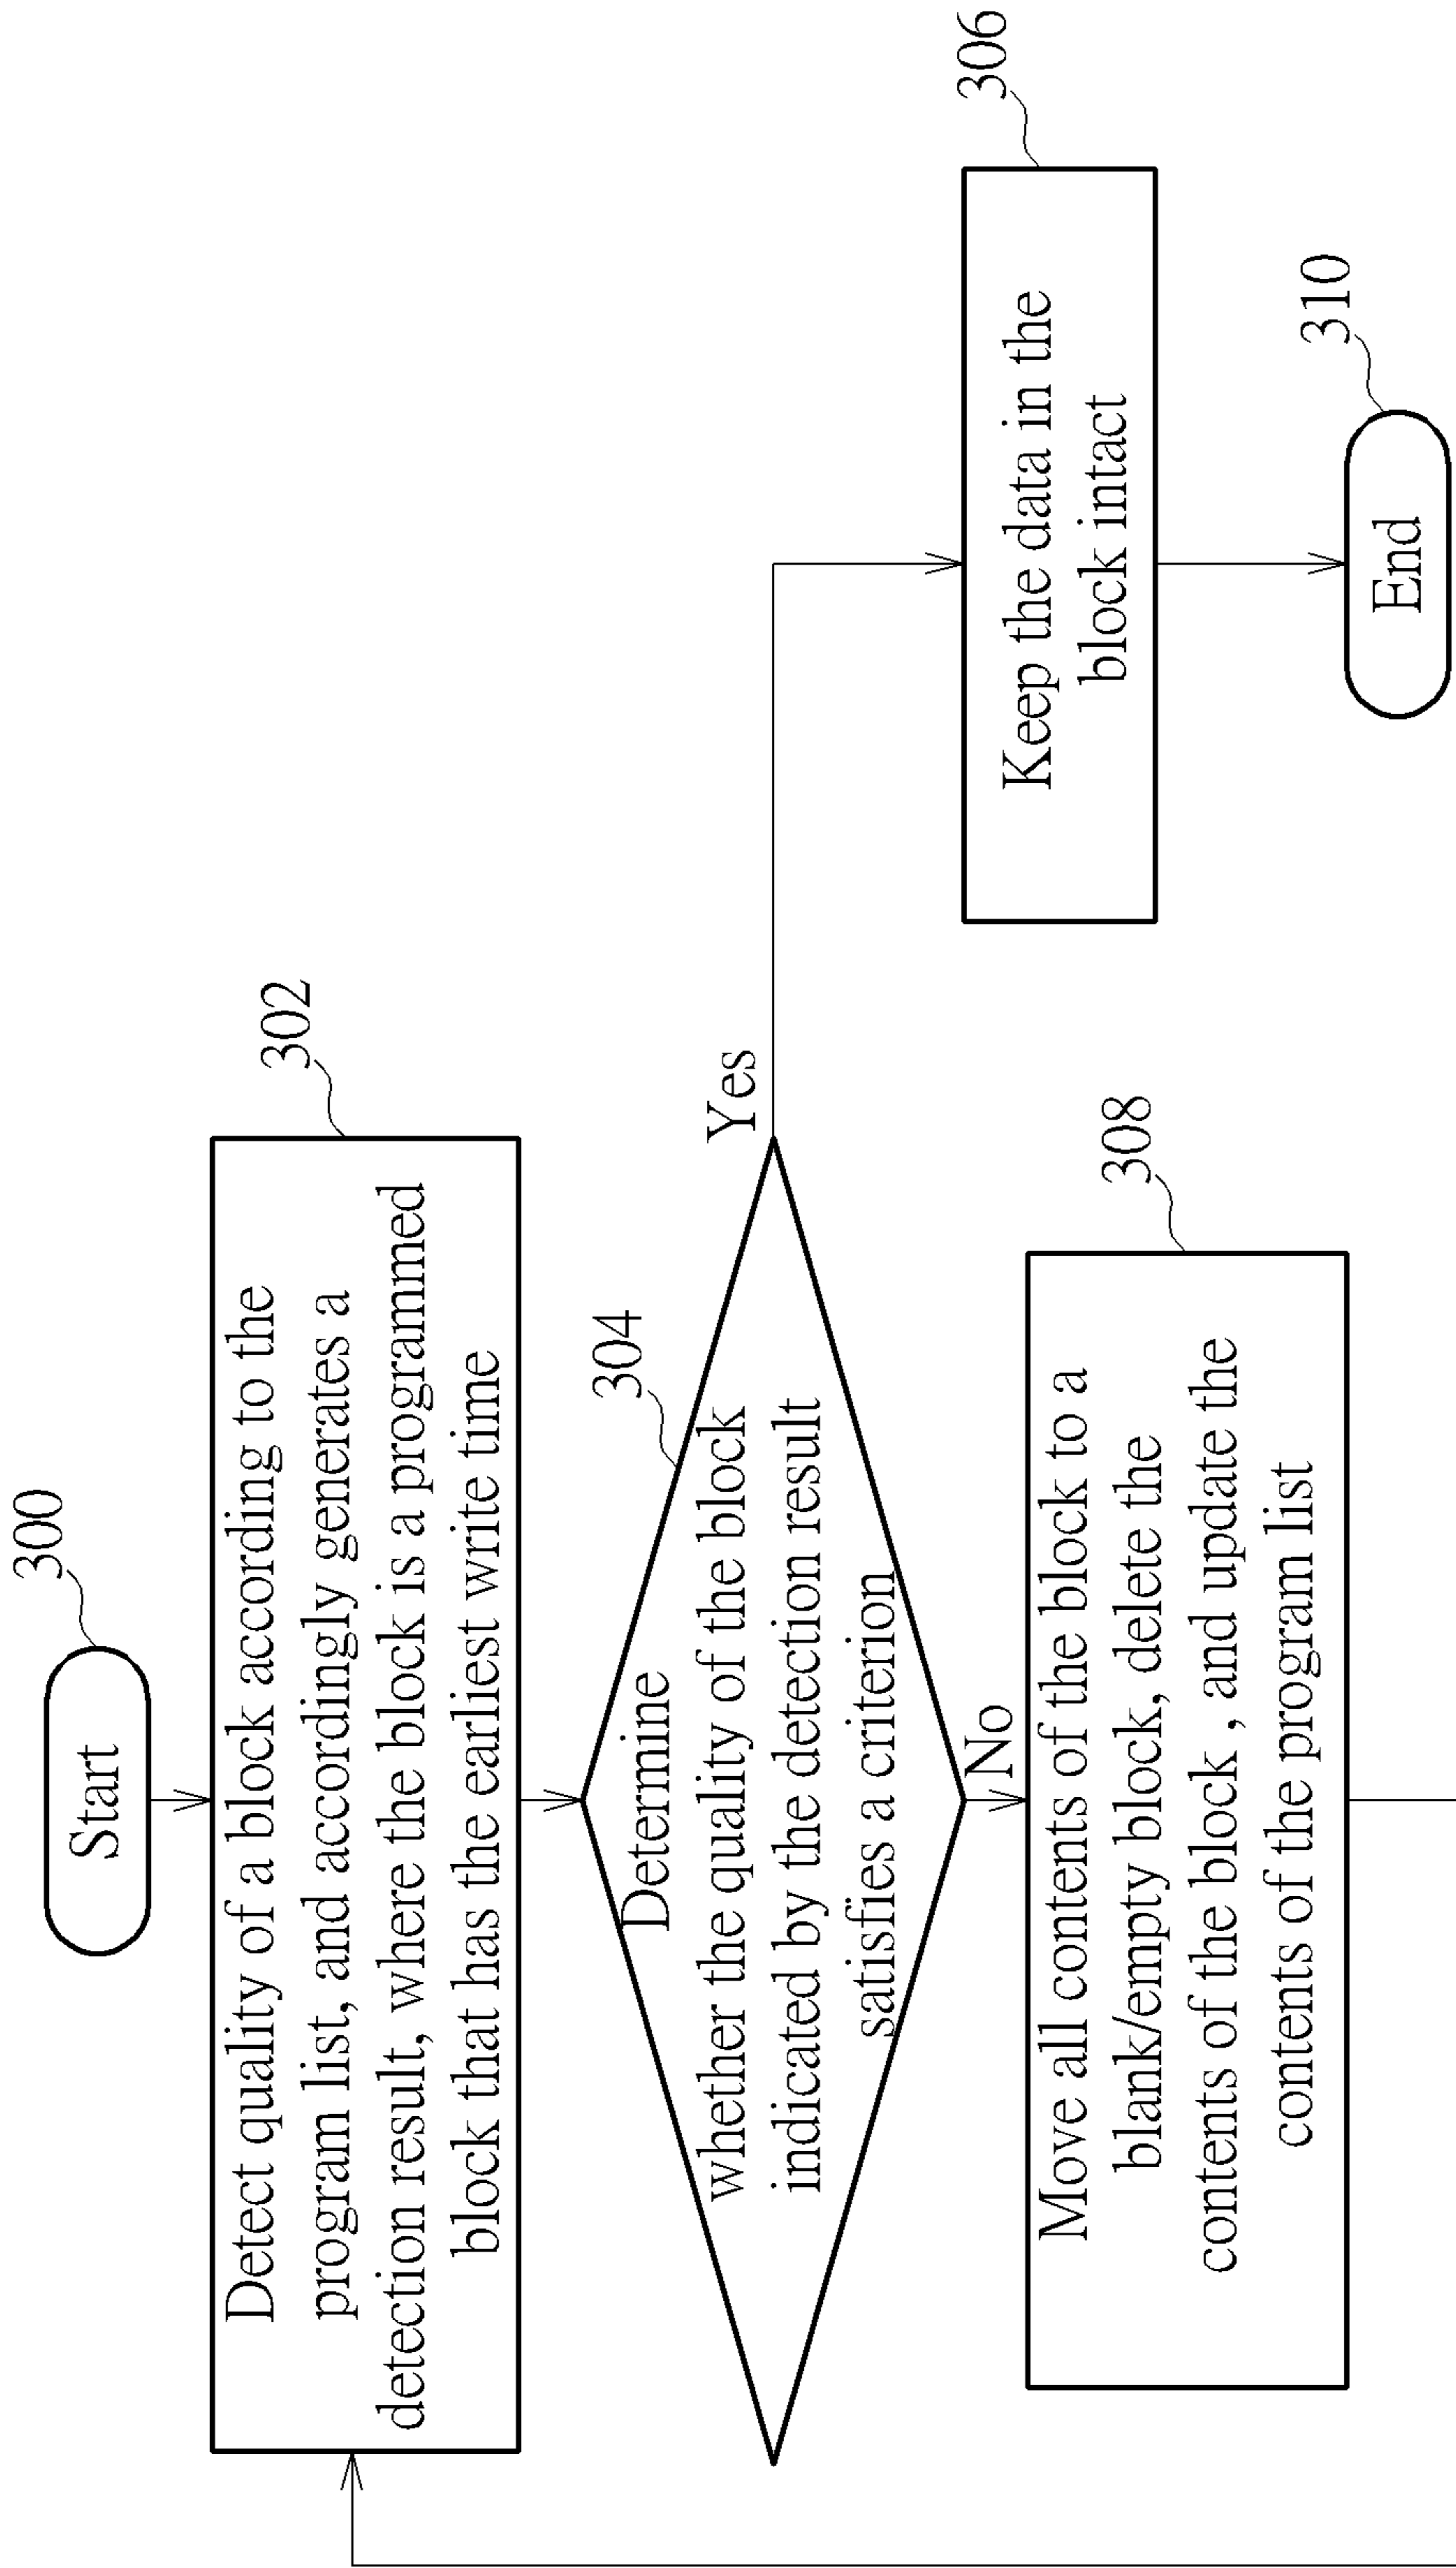 300
Start
302
Detect quality of a block according to the
program list, and accordingly generates a
detection result, where the block is a programmed
block that has the earliest write time
304
Determine
whether the quality of the block
indicated by the detection result
satisfies a criterion
Yes
No
306
Keep the data in the
block intact
308
Move all contents of the block to a
blank/empty block, delete the
contents of the block , and update the
contents of the program list
310
End